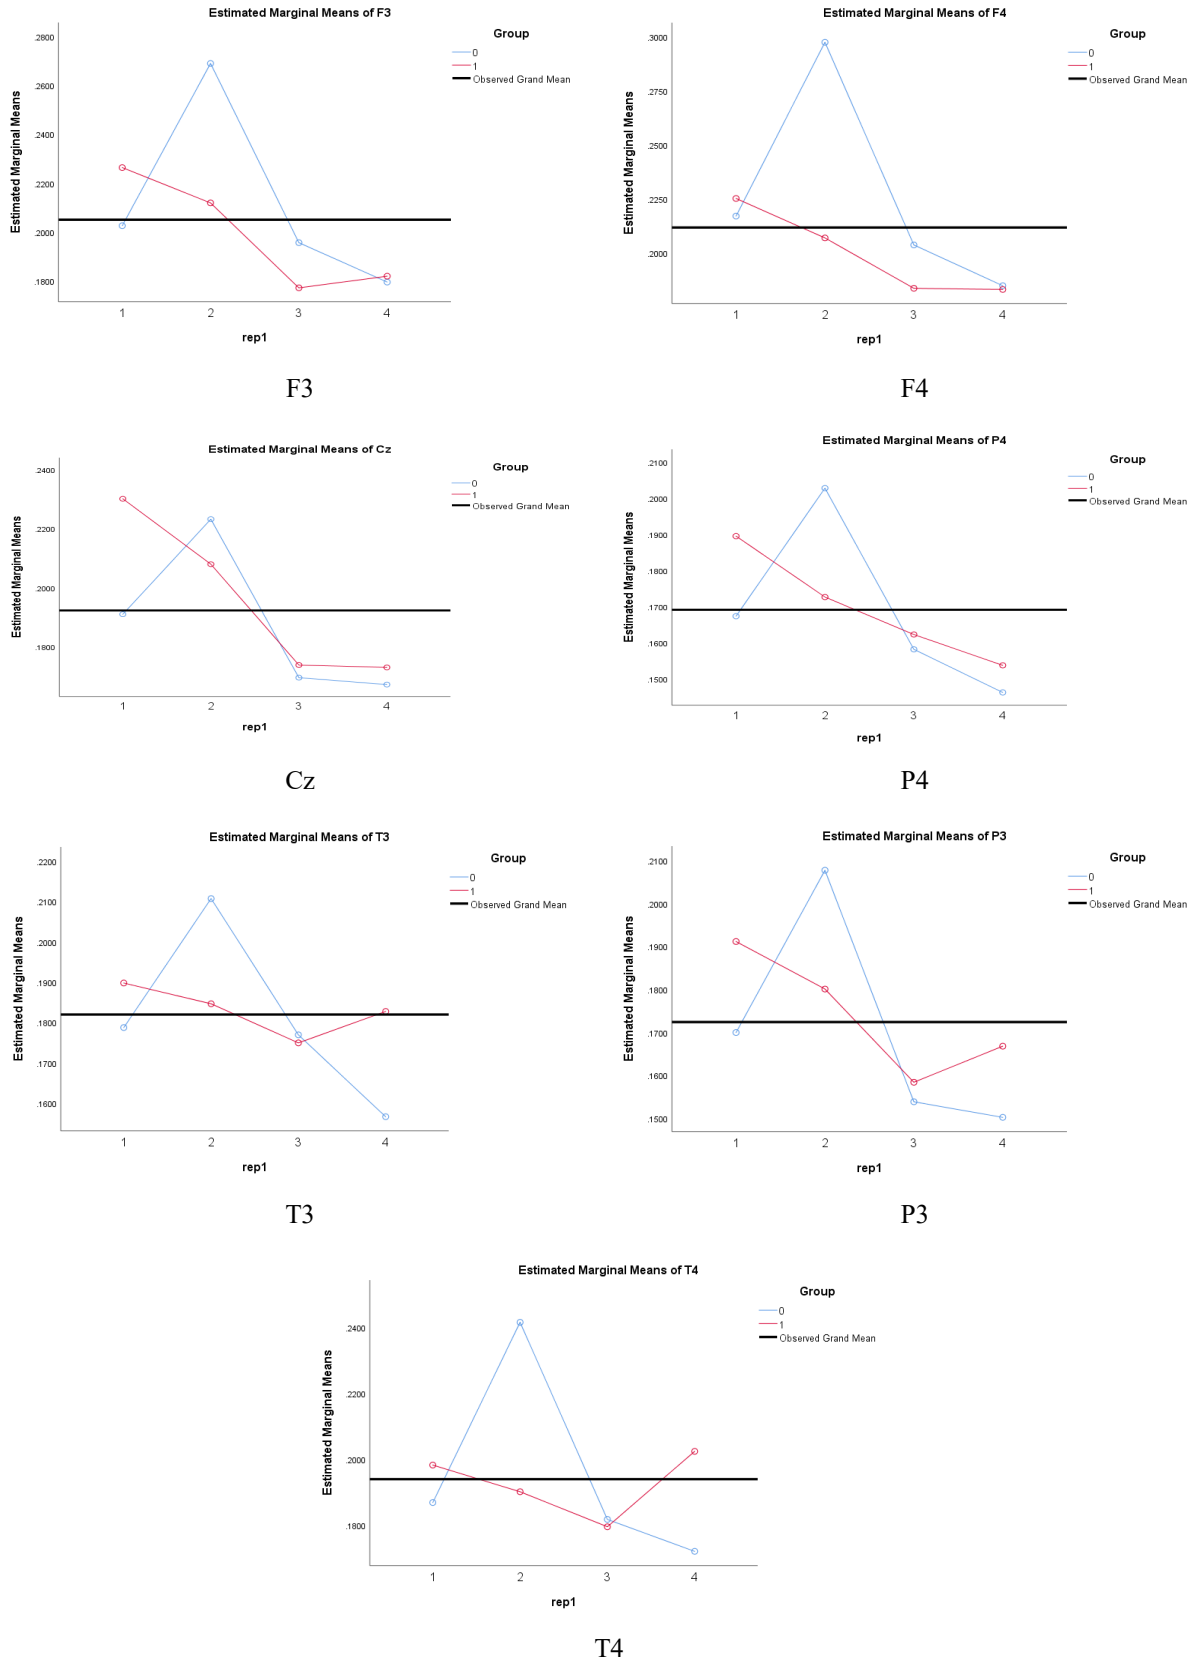 Estimated Marginal Means of F3
Group
0
1
Observed Grand Mean
Estimated Marginal Means
.2800
.2600
.2400
.2200
.2000
.1800
1 2 3 4
rep1
F3
Estimated Marginal Means of F4
Group
0
1
Observed Grand Mean
Estimated Marginal Means
.3000
.2750
.2500
.2250
.2000
1 2 3 4
rep1
F4
Estimated Marginal Means of Cz
Group
0
1
Observed Grand Mean
Estimated Marginal Means
.2400
.2200
.2000
.1800
1 2 3 4
rep1
Cz
Estimated Marginal Means of P4
Group
0
1
Observed Grand Mean
Estimated Marginal Means
.2100
.2000
.1900
.1800
.1700
.1600
.1500
1 2 3 4
rep1
P4
Estimated Marginal Means of T3
Group
0
1
Observed Grand Mean
Estimated Marginal Means
.2200
.2100
.2000
.1900
.1800
.1700
.1600
1 2 3 4
rep1
T3
Estimated Marginal Means of P3
Group
0
1
Observed Grand Mean
Estimated Marginal Means
.2100
.2000
.1900
.1800
.1700
.1600
.1500
1 2 3 4
rep1
P3
Estimated Marginal Means of T4
Group
0
1
Observed Grand Mean
Estimated Marginal Means
.2400
.2200
.2000
.1800
1 2 3 4
rep1
T4